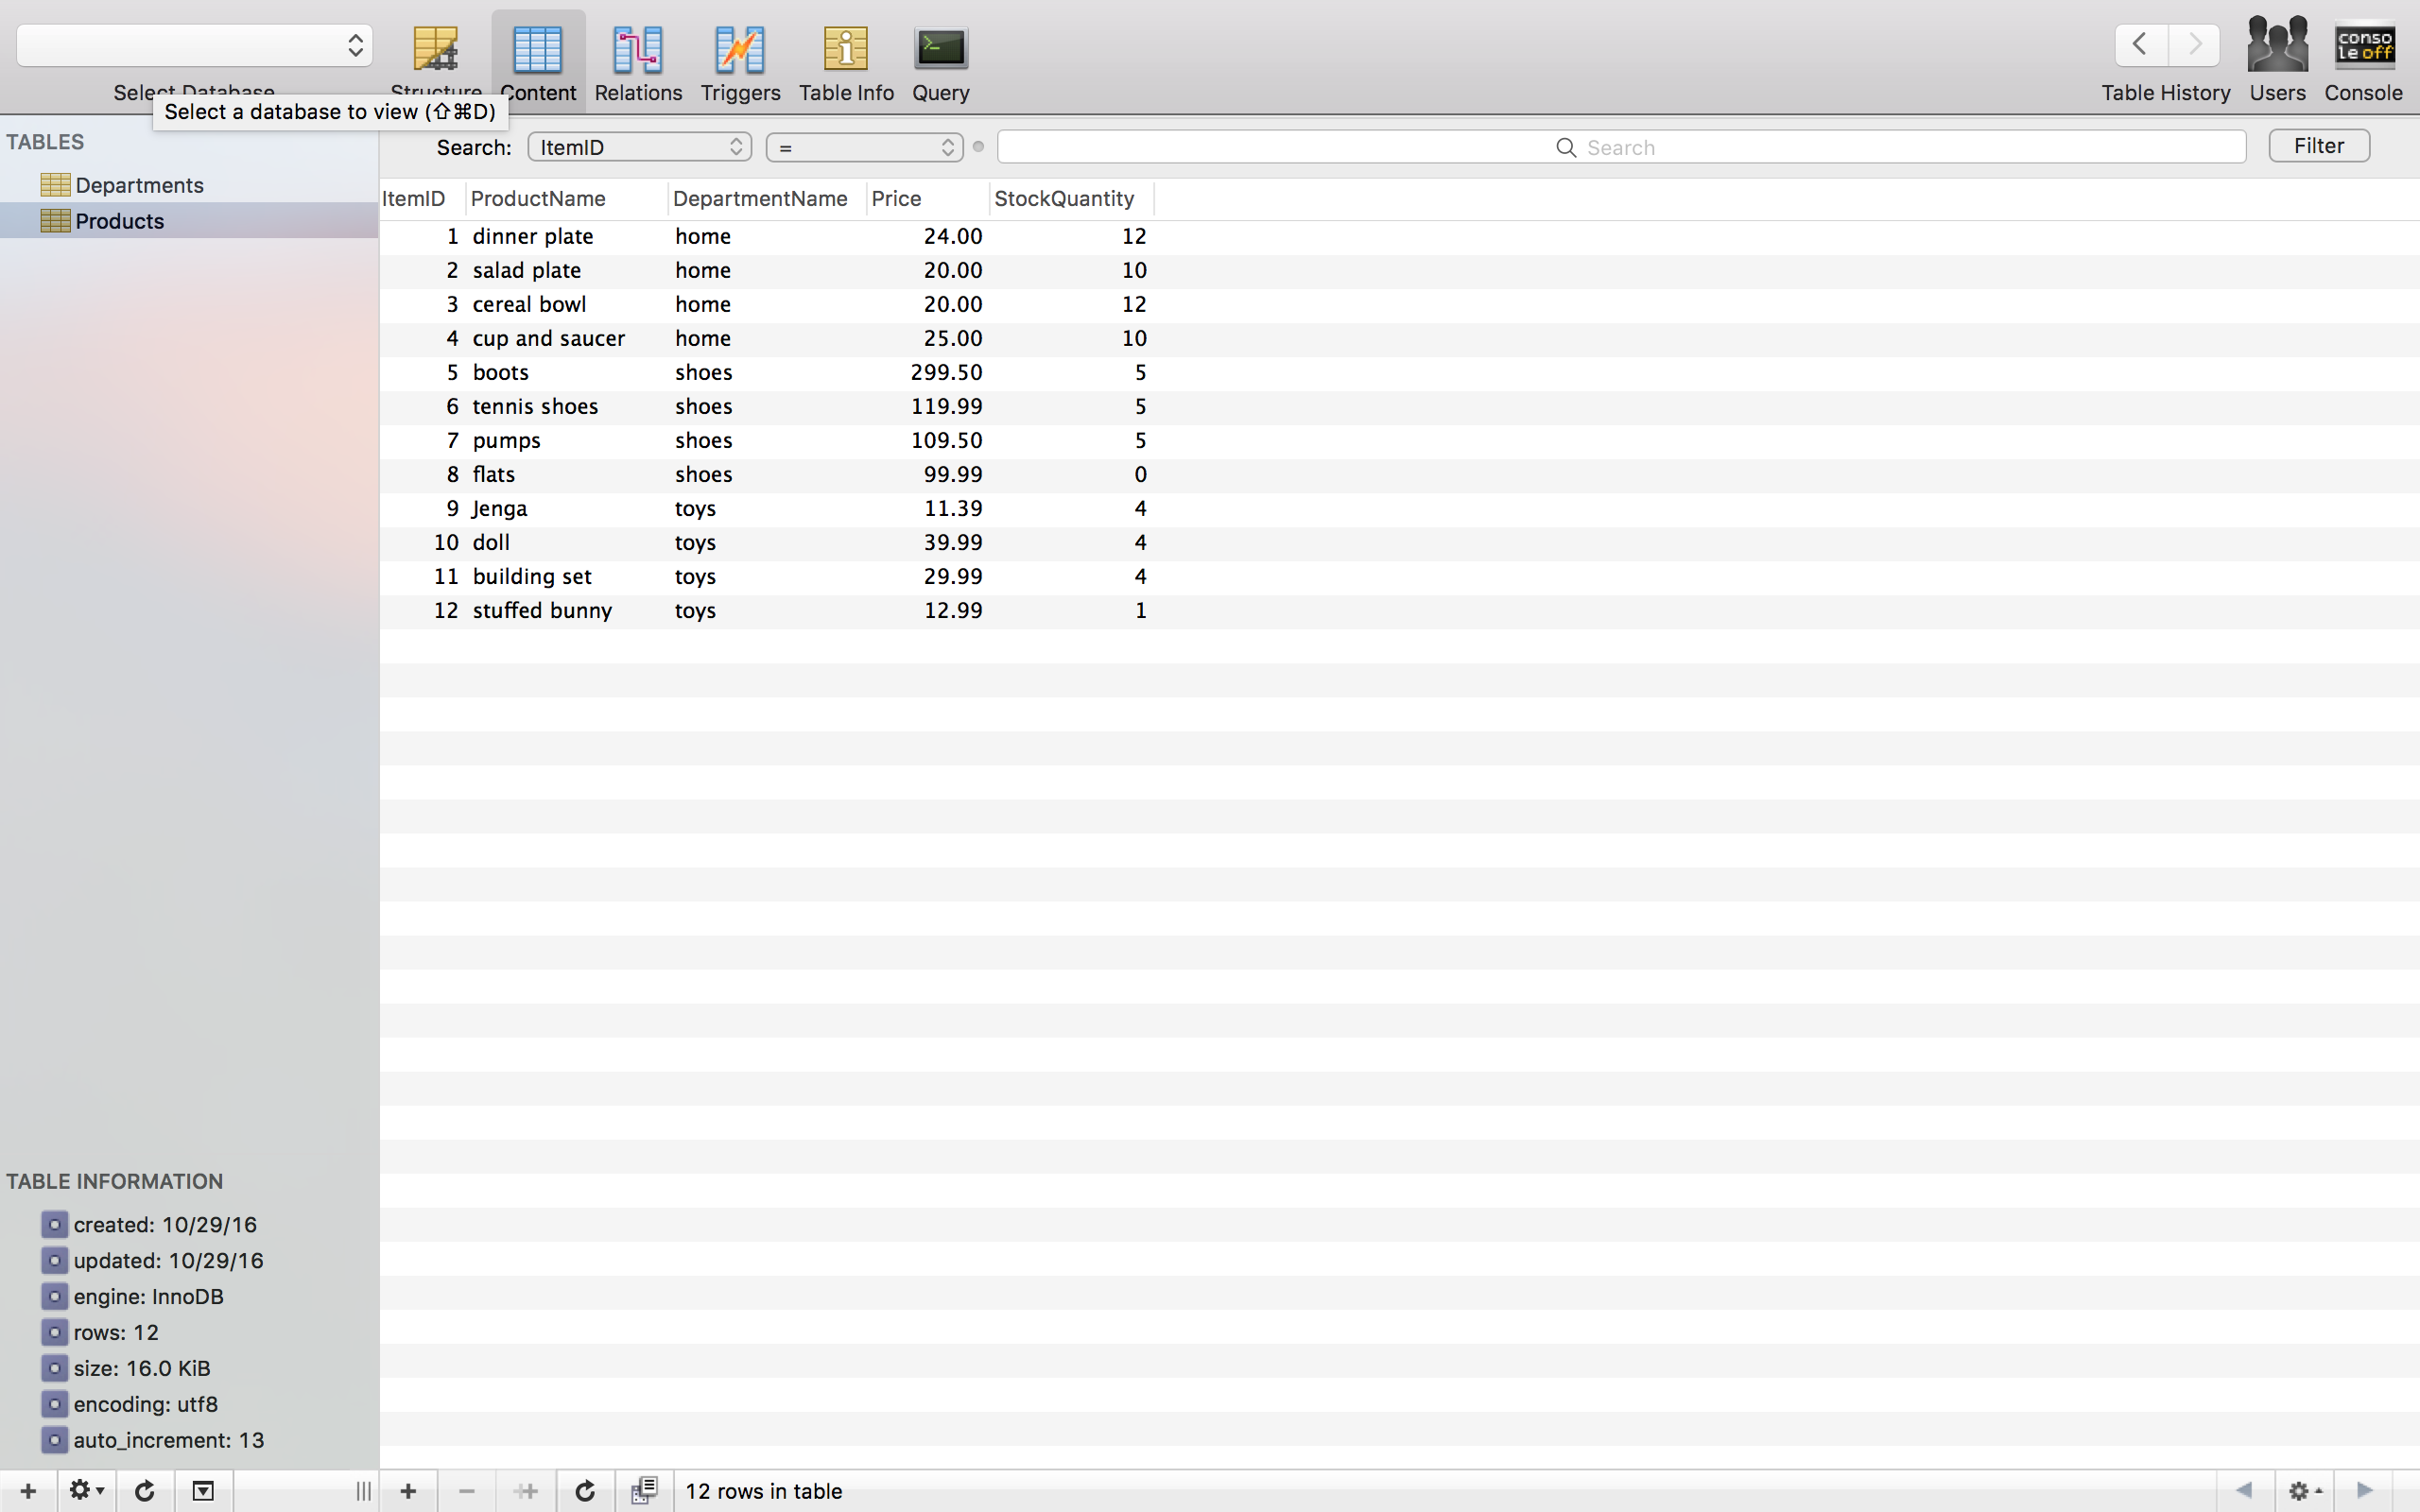 Select Database
Structure
Content
Relations
Triggers
Table Info
Query
Table History
Users
Console
conso
le off
Select a database to view (⇧⌘D)
TABLES
Departments
Products
Search: ItemID = Search Filter
ItemID ProductName DepartmentName Price StockQuantity
1 dinner plate home 24.00 12
2 salad plate home 20.00 10
3 cereal bowl home 20.00 12
4 cup and saucer home 25.00 10
5 boots shoes 299.50 5
6 tennis shoes shoes 119.99 5
7 pumps shoes 109.50 5
8 flats shoes 99.99 0
9 Jenga toys 11.39 4
10 doll toys 39.99 4
11 building set toys 29.99 4
12 stuffed bunny toys 12.99 1
TABLE INFORMATION
created: 10/29/16
updated: 10/29/16
engine: InnoDB
rows: 12
size: 16.0 KiB
encoding: utf8
auto_increment: 13
12 rows in table